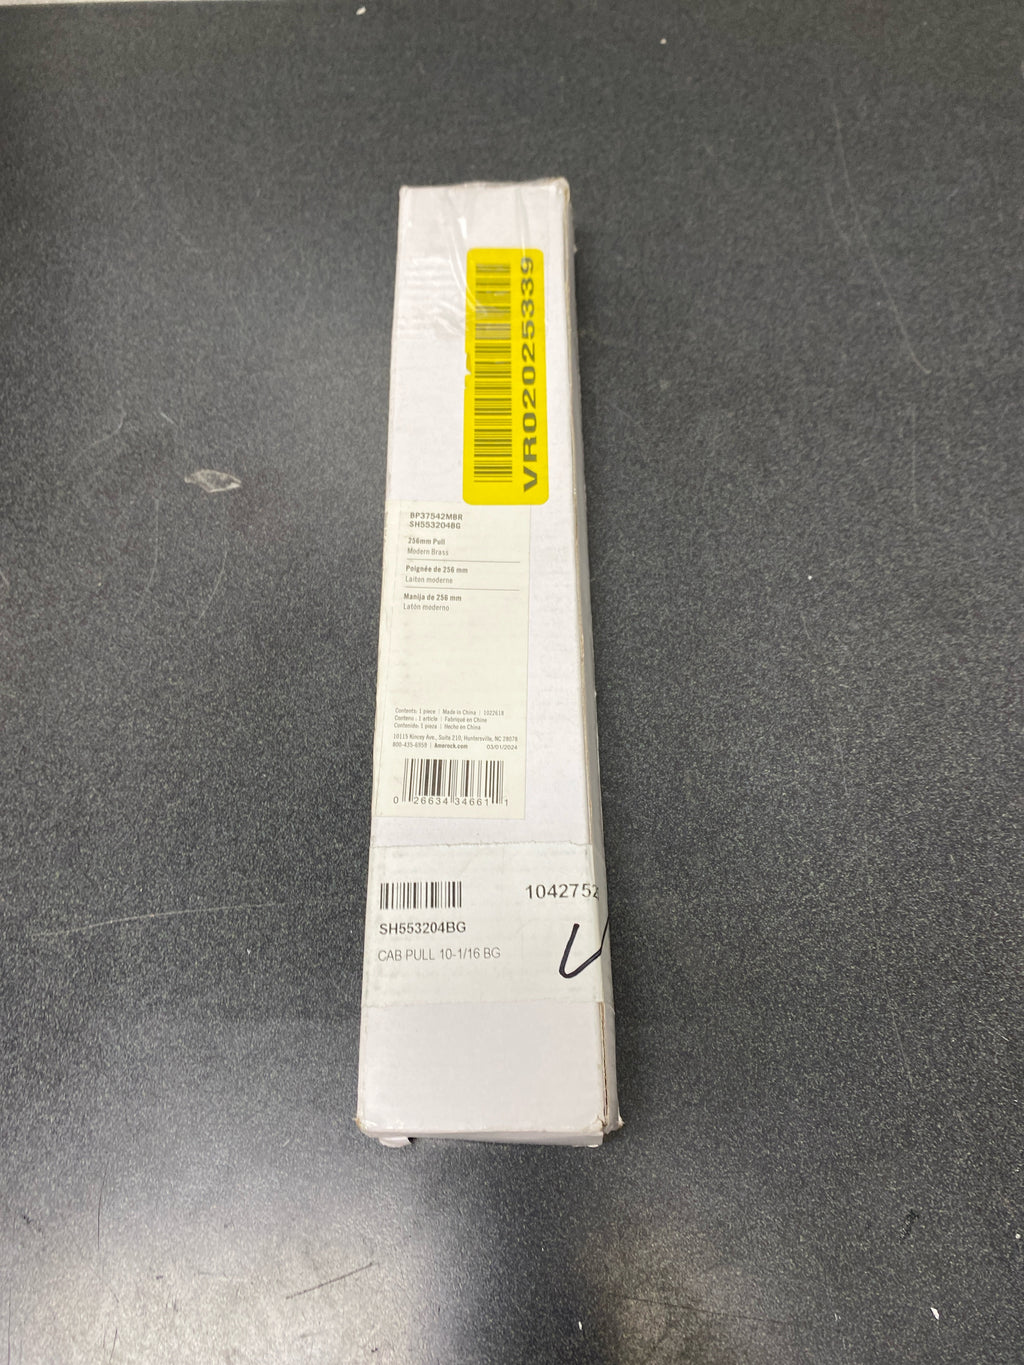 VR02025339
BP37542MBR
SH553204BG
256mm Pull
Modern Brass
Poignée de 256 mm
Laiton moderne
Manija de 256 mm
Latón moderno
Contents: 1 piece | Made in China | 1022618
Contenu : 1 article | Fabriqué en Chine
Contenido: 1 pieza | Hecho en China
10115 Kincey Ave., Suite 210, Huntersville, NC 28078
800-435-6959 | Amerock.com 03/01/2024
0 26634 34661 1
1042752
SH553204BG
CAB PULL 10-1/16 BG